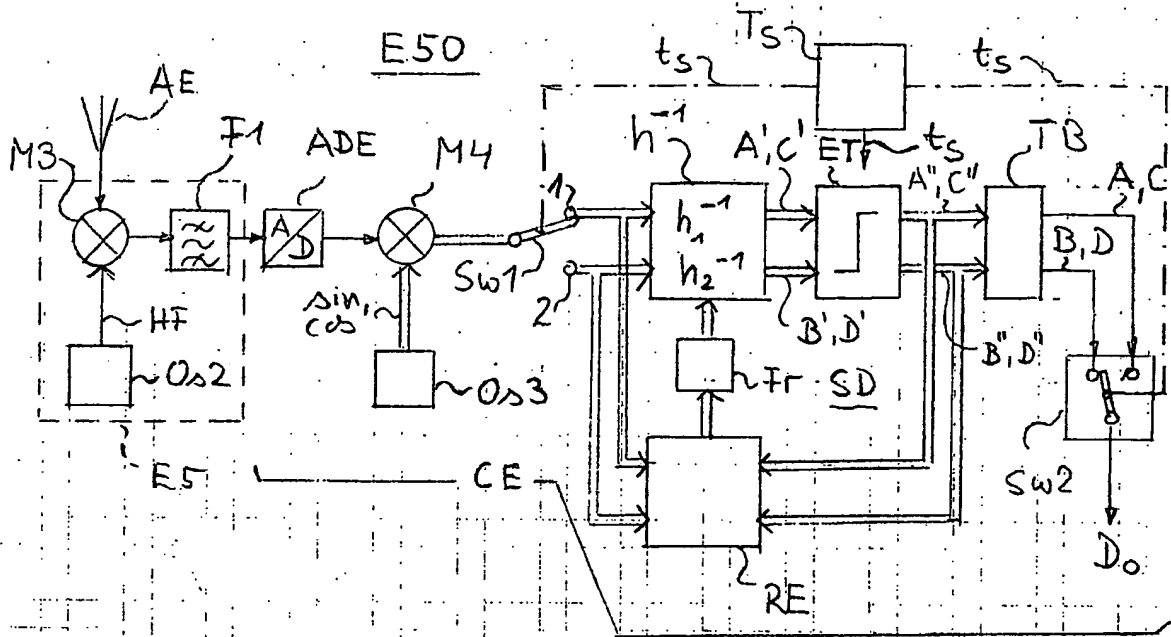 E50
Ts
ts
ts
AE
F1
ADE
M3
M4
h⁻¹
A', C'
ET
ts
A'', C''
TB
A, C
A
D
1
h₁⁻¹
h₂⁻¹
B, D
Sw1
2
sin,
cos
HF
B', D'
B'', D''
Os2
Os3
Fr
SD
E5
CE
Sw2
RE
Do